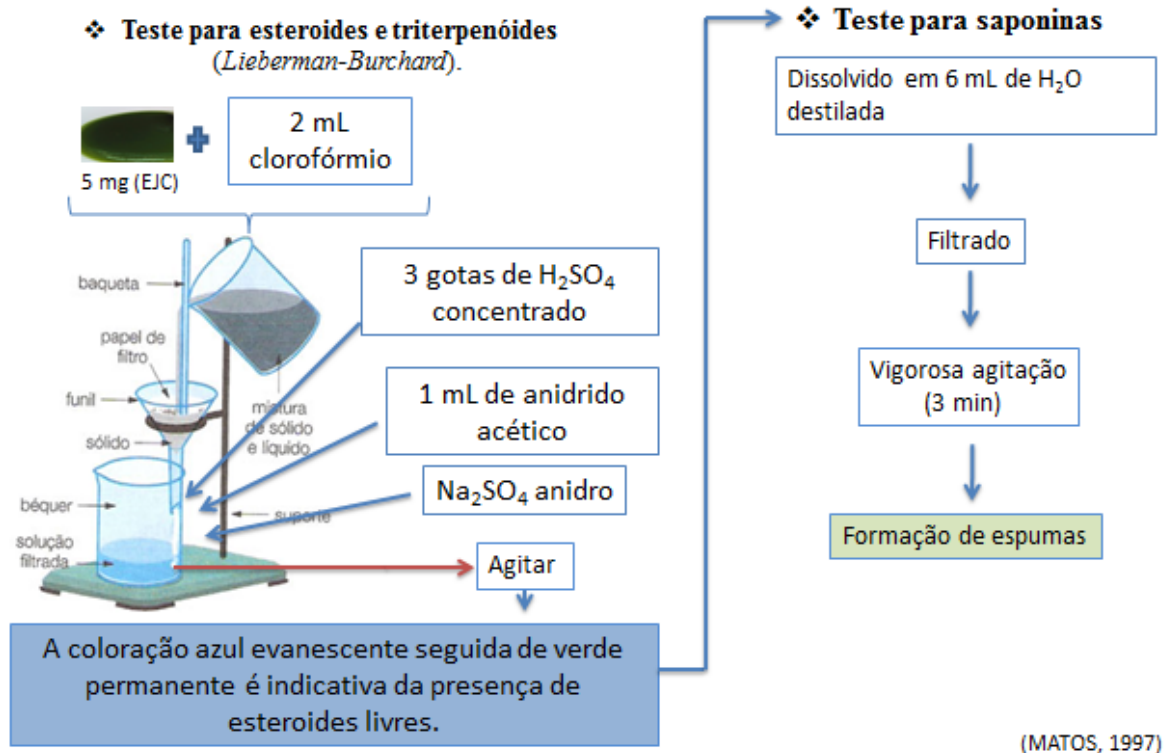 ❖ Teste para esteroides e triterpenóides
(Lieberman-Burchard).
5 mg (EJC)
2 mL
clorofórmio
baqueta
papel de
filtro
funil
sólido
béquer
solução
filtrada
mistura
de sólido
e líquido
suporte
3 gotas de H₂SO₄
concentrado
1 mL de anidrido
acético
Na₂SO₄ anidro
Agitar
A coloração azul evanescente seguida de verde
permanente é indicativa da presença de
esteroides livres.
❖ Teste para saponinas
Dissolvido em 6 mL de H₂O
destilada
Filtrado
Vigorosa agitação
(3 min)
Formação de espumas
(MATOS, 1997)